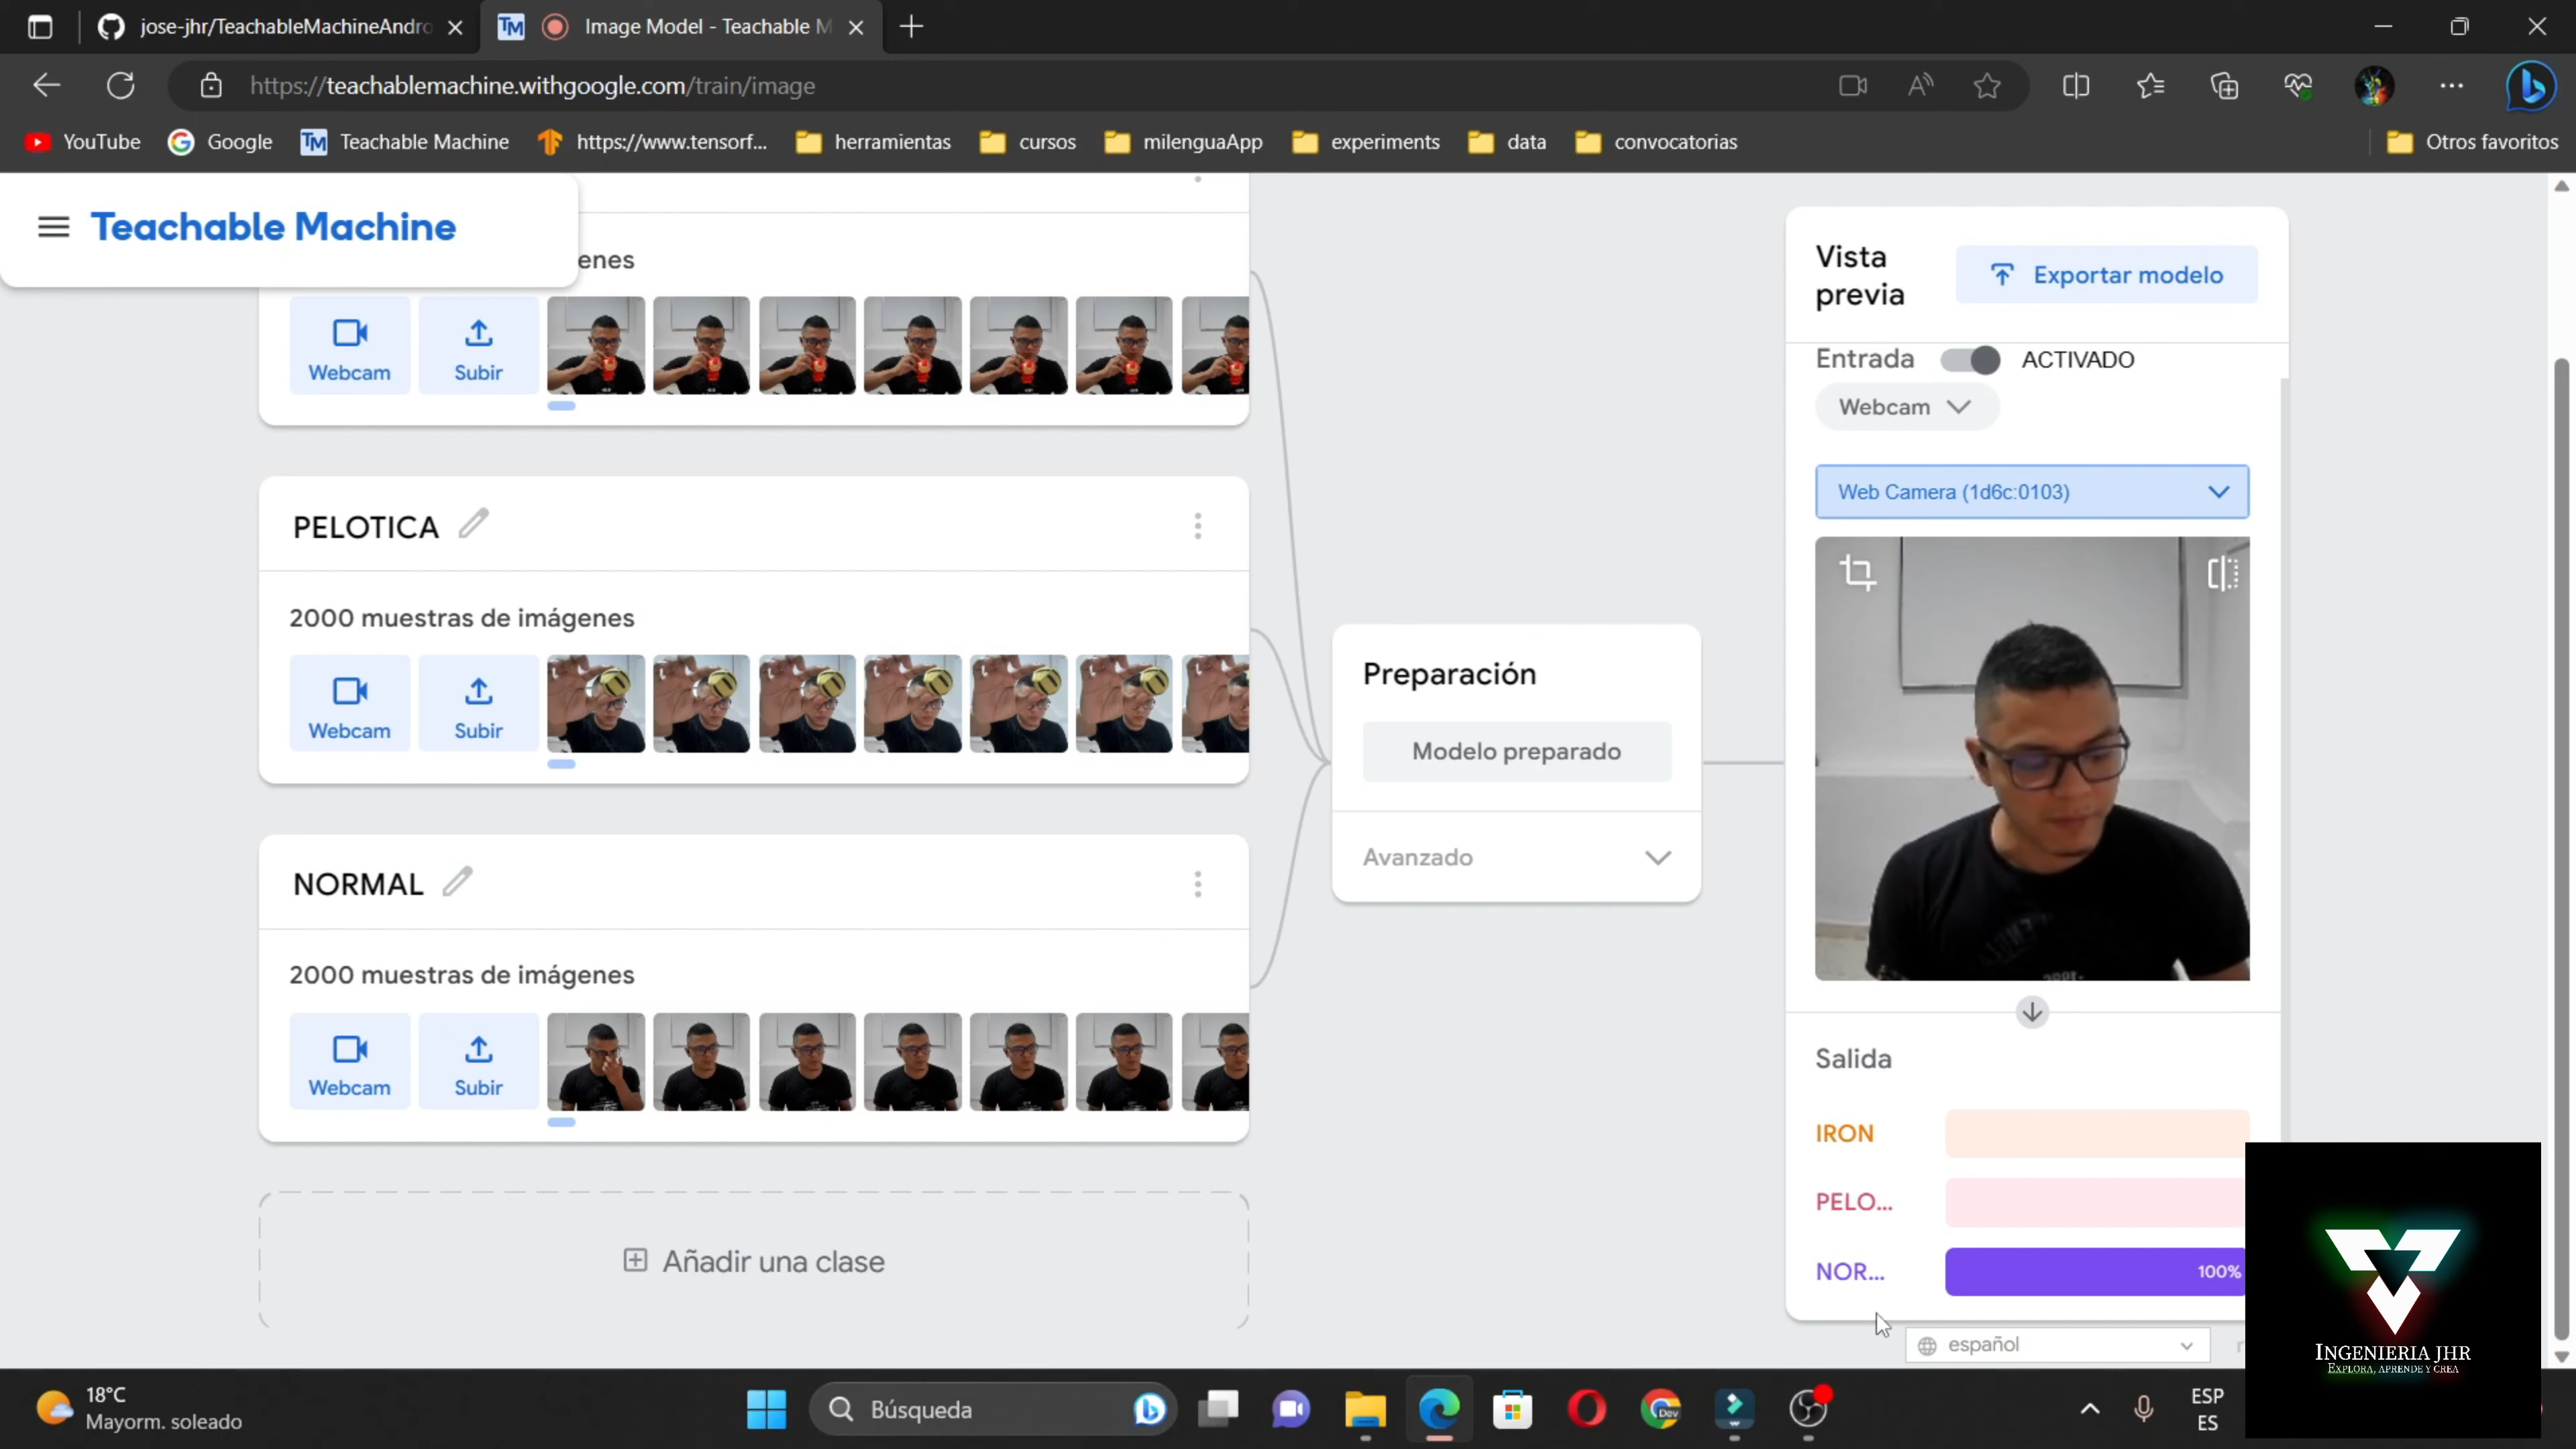 jose-jhr/TeachableMachineAndro
TM
Image Model - Teachable M
https://teachablemachine.withgoogle.com/train/image
YouTube
Google
TM
Teachable Machine
https://www.tensorf...
herramientas
cursos
milenguaApp
experiments
data
convocatorias
Otros favoritos
Teachable Machine
enes
Webcam
Subir
PELOTICA
2000 muestras de imágenes
Webcam
Subir
NORMAL
2000 muestras de imágenes
Webcam
Subir
Añadir una clase
Preparación
Modelo preparado
Avanzado
Vista
previa
Exportar modelo
Entrada
ACTIVADO
Webcam
Web Camera (1d6c:0103)
Salida
IRON
PELO...
NOR...
100%
español
INGENIERIA JHR
EXPLORA, APRENDE Y CREA
18°C
Mayorm. soleado
Búsqueda
Dev
ESP
ES